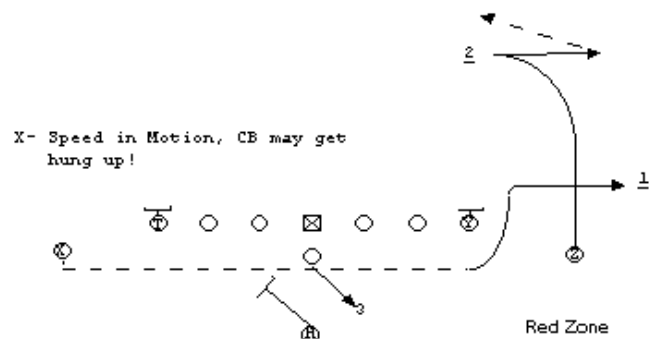 2
X- Speed in Motion, CB may get
hung up!
1
T
Y
X
Z
3
H
Red Zone